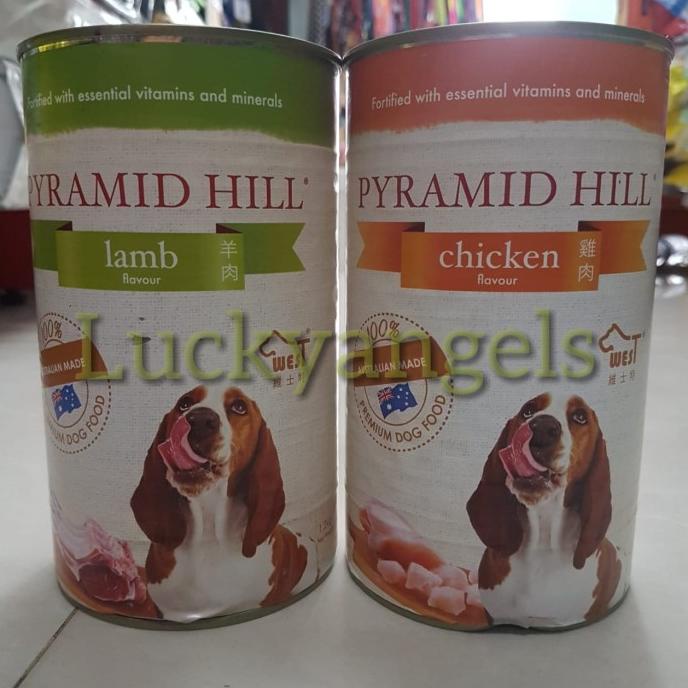 Fortified with essential vitamins and minerals
PYRAMID HILL®
lamb
flavour
羊肉
100%
AUSTRALIAN MADE
PREMIUM DOG FOOD
WEST
維士特
Fortified with essential vitamins and minerals
PYRAMID HILL®
chicken
flavour
雞肉
100%
AUSTRALIAN MADE
PREMIUM DOG FOOD
WEST®
維士特
Luckyangels